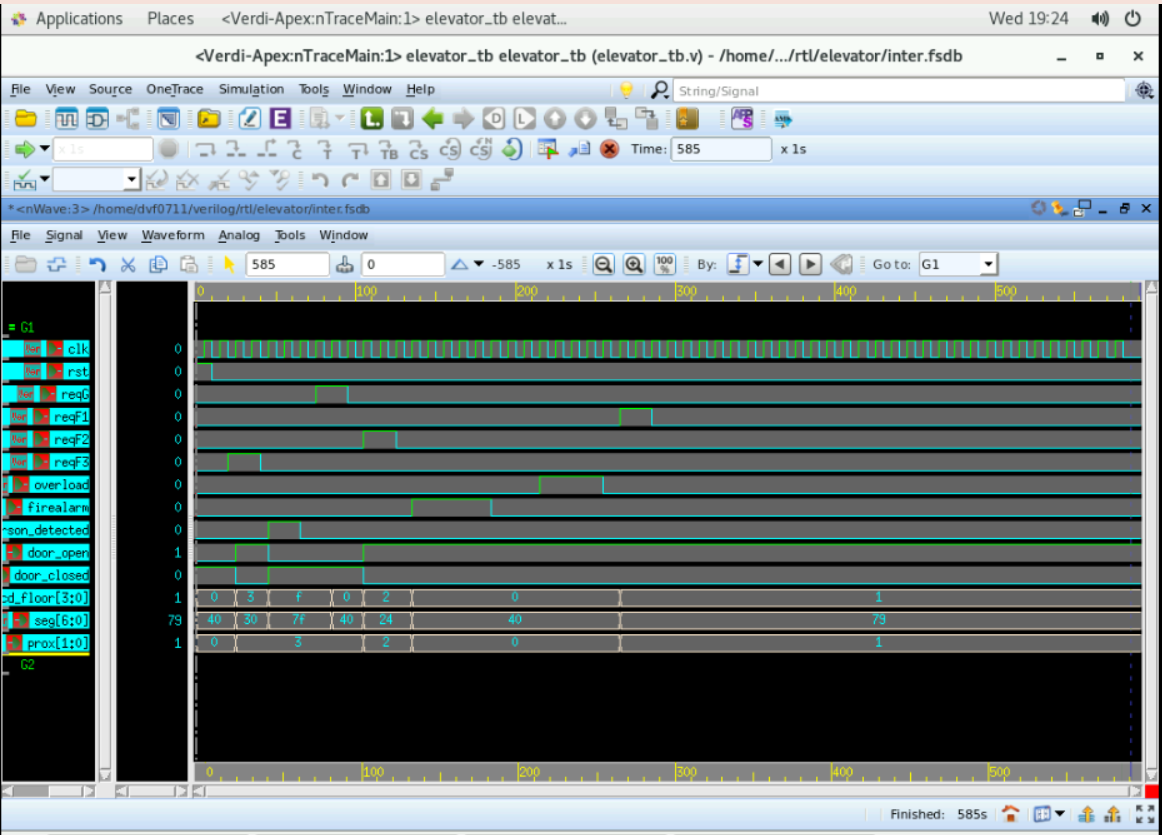 Applications Places <Verdi-Apex:nTraceMain:1> elevator_tb elevat... Wed 19:24
<Verdi-Apex:nTraceMain:1> elevator_tb elevator_tb (elevator_tb.v) - /home/.../rtl/elevator/inter.fsdb
File View Source OneTrace Simulation Tools Window Help String/Signal
x 1s Time: 585 x 1s
*<nWave:3> /home/dvf0711/verilog/rtl/elevator/inter.fsdb
File Signal View Waveform Analog Tools Window
585 0 -585 x 1s 100 % By: Go to: G1
0 100 200 300 400 500
= G1
clk 0
rst 0
reqG 0
reqF1 0
reqF2 0
reqF3 0
overload 0
firealarm 0
rson_detected 0
door_open 1
door_closed 0
cd_floor[3:0] 1 0 3 f 0 2 0 1
seg[6:0] 79 40 30 7f 40 24 40 79
prox[1:0] 1 0 3 2 0 1
G2
0 100 200 300 400 500
Finished: 585s